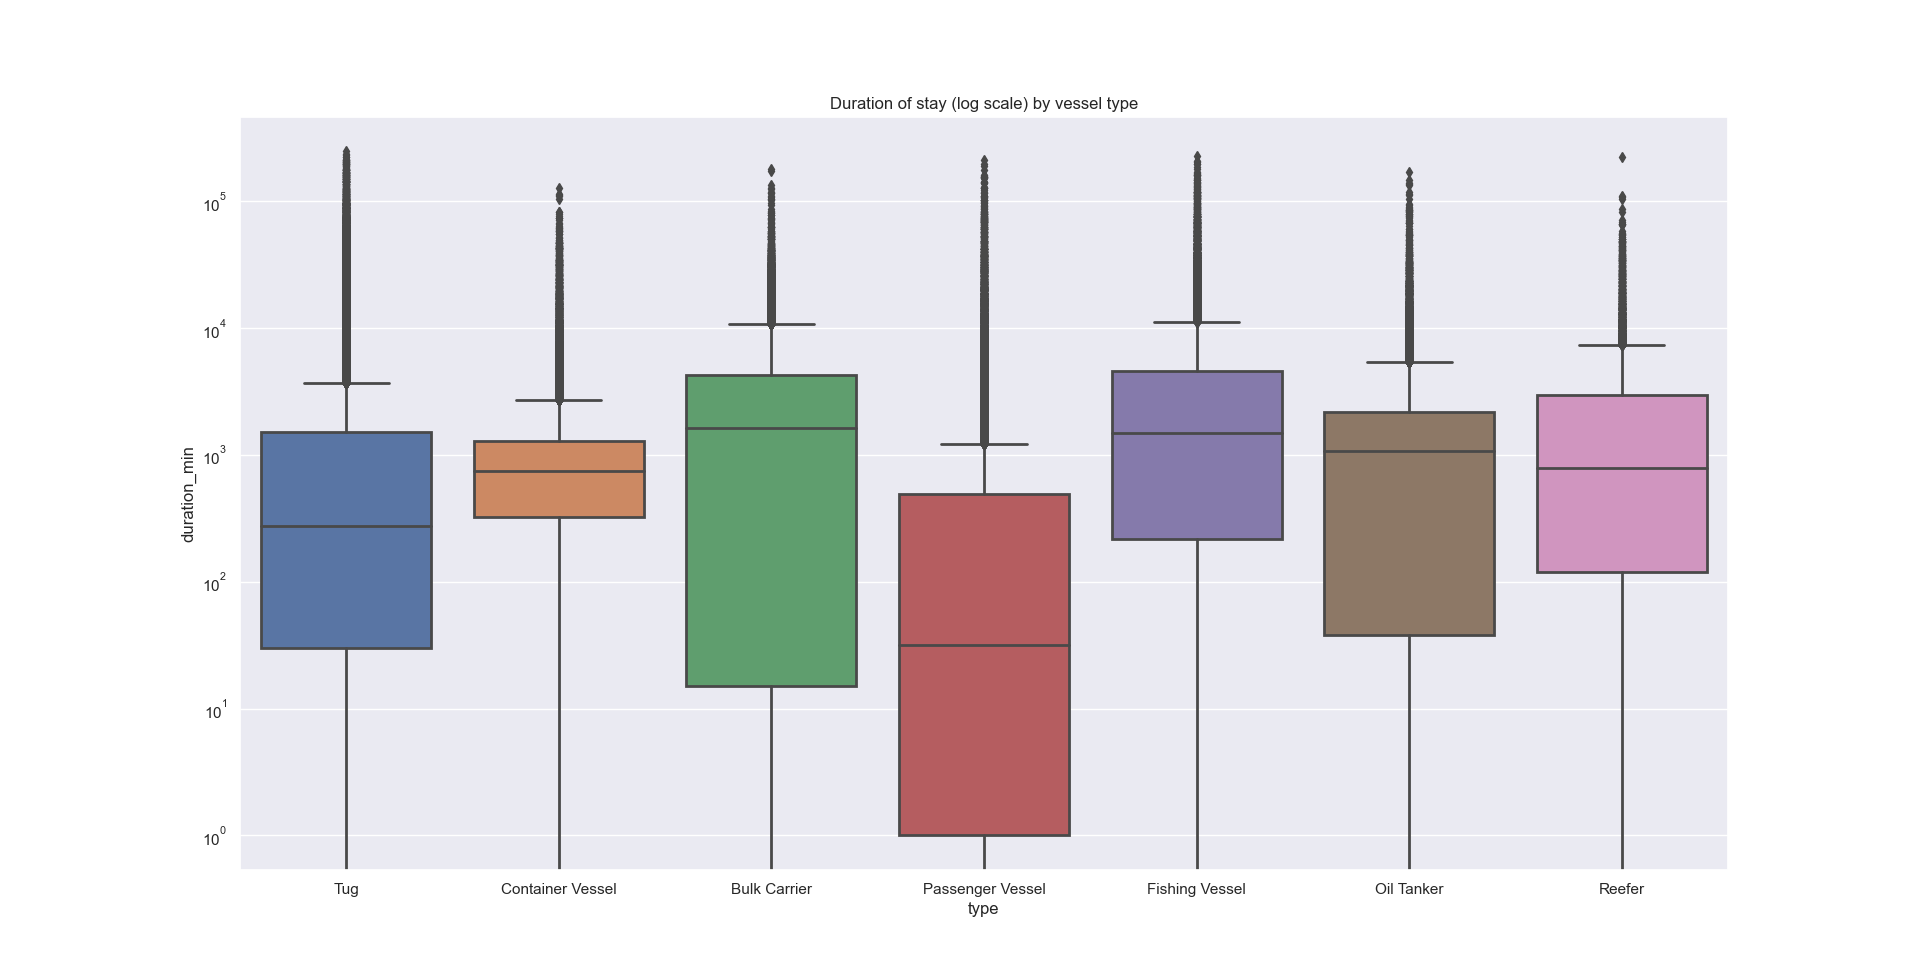 Duration of stay (log scale) by vessel type
duration_min
10^5
10^4
10^3
10^2
10^1
10^0
Tug Container Vessel Bulk Carrier Passenger Vessel Fishing Vessel Oil Tanker Reefer
type